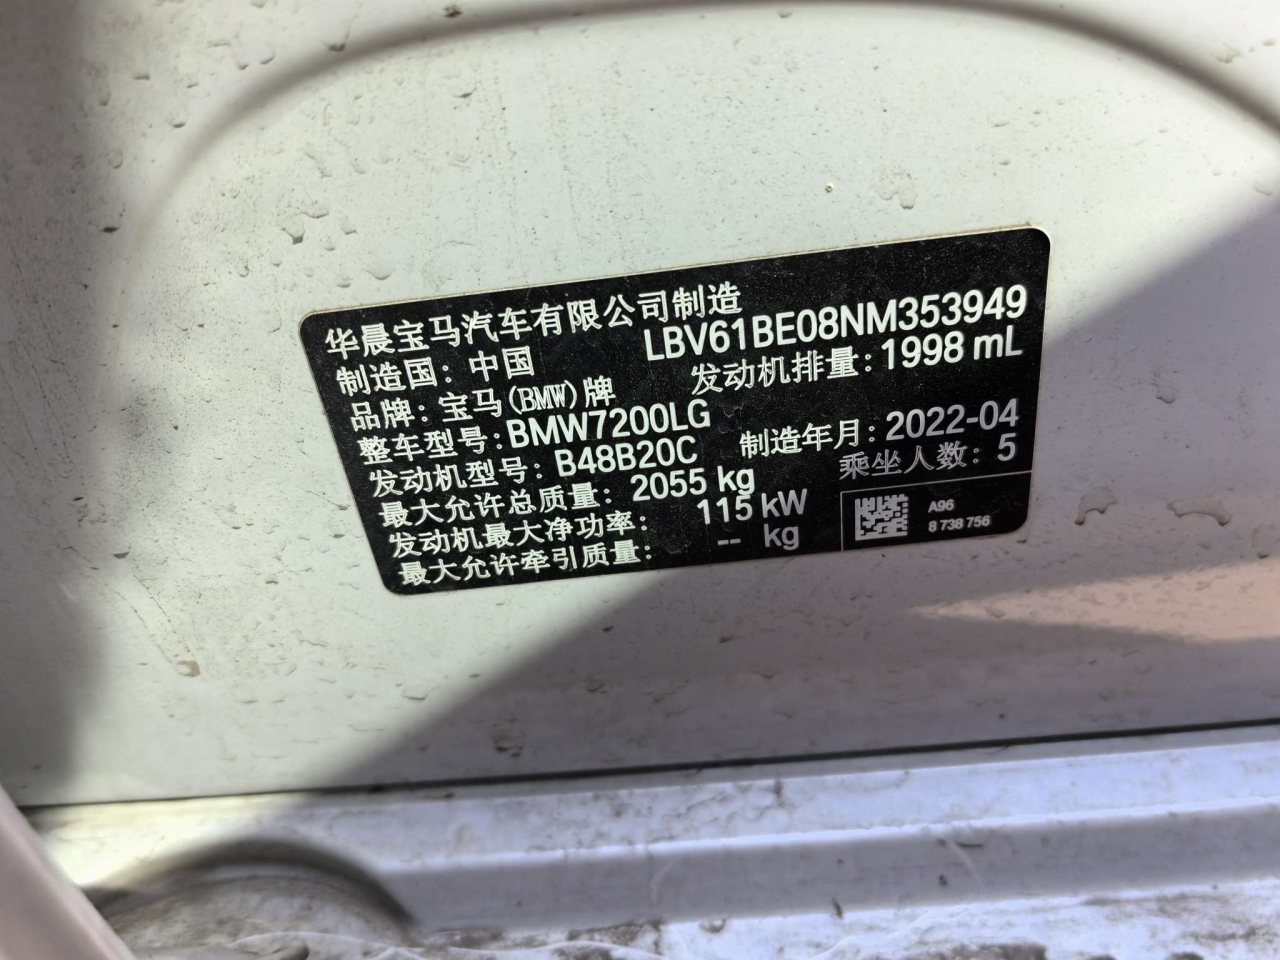 华晨宝马汽车有限公司制造
LBV61BE08NM353949
制造国：中国
发动机排量：1998 mL
品牌：宝马(BMW)牌
整车型号：BMW7200LG
制造年月：2022-04
发动机型号：B48B20C
乘坐人数：5
最大允许总质量：2055 kg
发动机最大净功率：115 kW
最大允许牵引质量：-- kg
A96
8 738 756